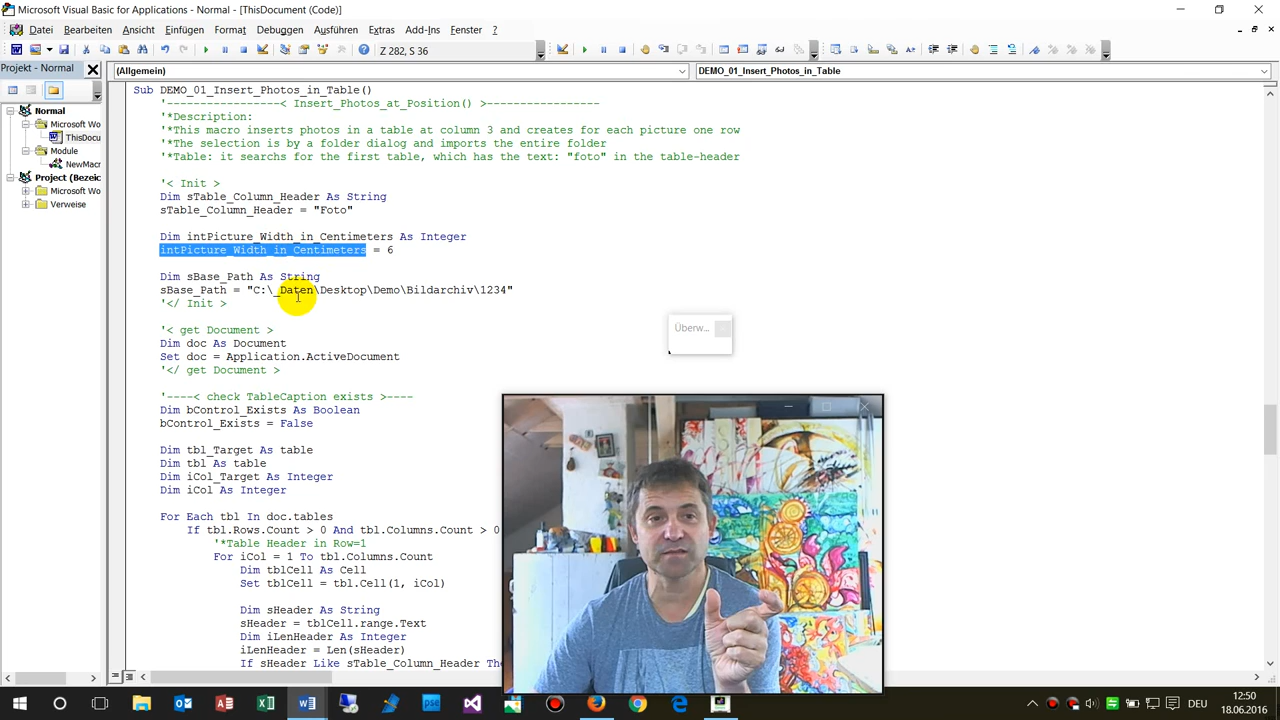 Microsoft Visual Basic for Applications - Normal - [ThisDocument (Code)]
Datei Bearbeiten Ansicht Einfügen Format Debuggen Ausführen Extras Add-Ins Fenster ?
Z 282, S 36
Projekt - Normal
(Allgemein) DEMO_01_Insert_Photos_in_Table
Normal
Microsoft Wo
ThisDocu
Module
NewMacr
Project (Bezeic
Microsoft Wo
Verweise
Sub DEMO_01_Insert_Photos_in_Table()
'-----------------< Insert_Photos_at_Position() >-----------------
'*Description:
'*This macro inserts photos in a table at column 3 and creates for each picture one row
'*The selection is by a folder dialog and imports the entire folder
'*Table: it searchs for the first table, which has the text: "foto" in the table-header
'< Init >
Dim sTable_Column_Header As String
sTable_Column_Header = "Foto"
Dim intPicture_Width_in_Centimeters As Integer
intPicture_Width_in_Centimeters = 6
Dim sBase_Path As String
sBase_Path = "C:\_Daten\Desktop\Demo\Bildarchiv\1234"
'</ Init >
'< get Document >
Dim doc As Document
Set doc = Application.ActiveDocument
'</ get Document >
'----< check TableCaption exists >----
Dim bControl_Exists As Boolean
bControl_Exists = False
Dim tbl_Target As table
Dim tbl As table
Dim iCol_Target As Integer
Dim iCol As Integer
For Each tbl In doc.tables
If tbl.Rows.Count > 0 And tbl.Columns.Count > 0
'*Table Header in Row=1
For iCol = 1 To tbl.Columns.Count
Dim tblCell As Cell
Set tblCell = tbl.Cell(1, iCol)
Dim sHeader As String
sHeader = tblCell.range.Text
Dim iLenHeader As Integer
iLenHeader = Len(sHeader)
If sHeader Like sTable_Column_Header The
Überw...
DEU
12:50
18.06.2016